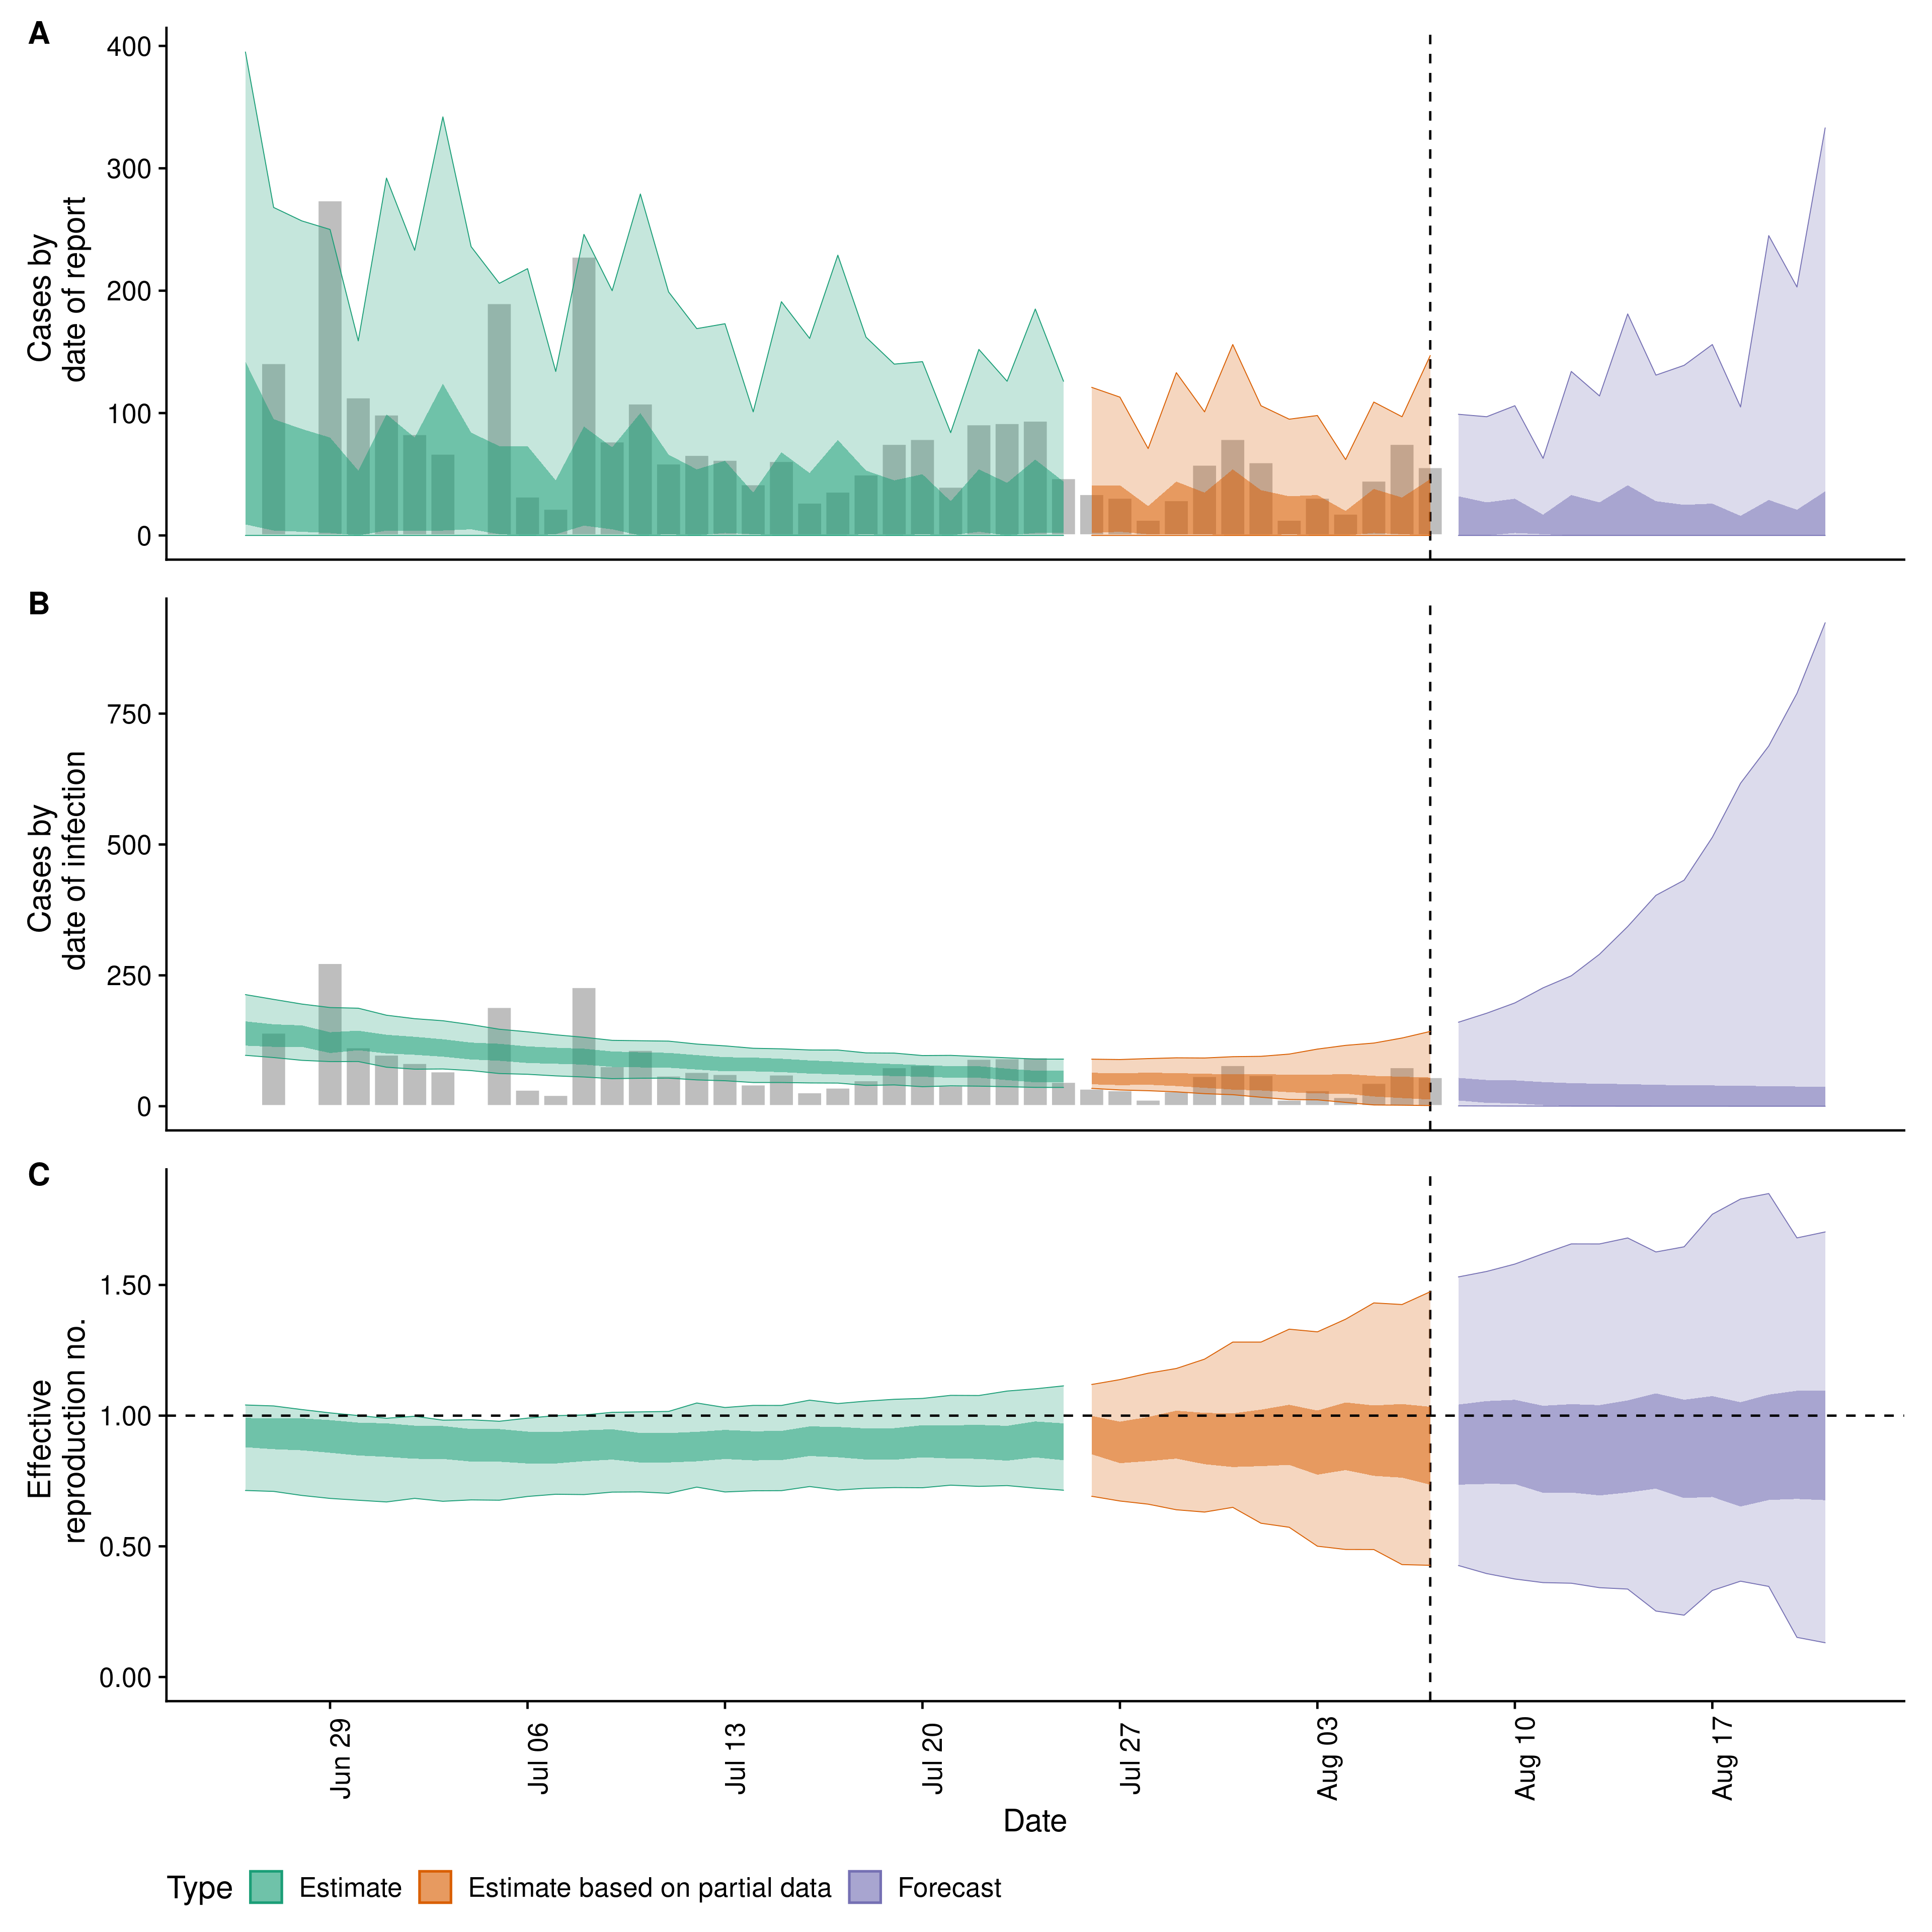 A
400
300
200
100
0
Cases by
date of report
B
750
500
250
0
Cases by
date of infection
C
1.50
1.00
0.50
0.00
Effective
reproduction no.
Jun 29
Jul 06
Jul 13
Jul 20
Jul 27
Aug 03
Aug 10
Aug 17
Date
Type Estimate Estimate based on partial data Forecast